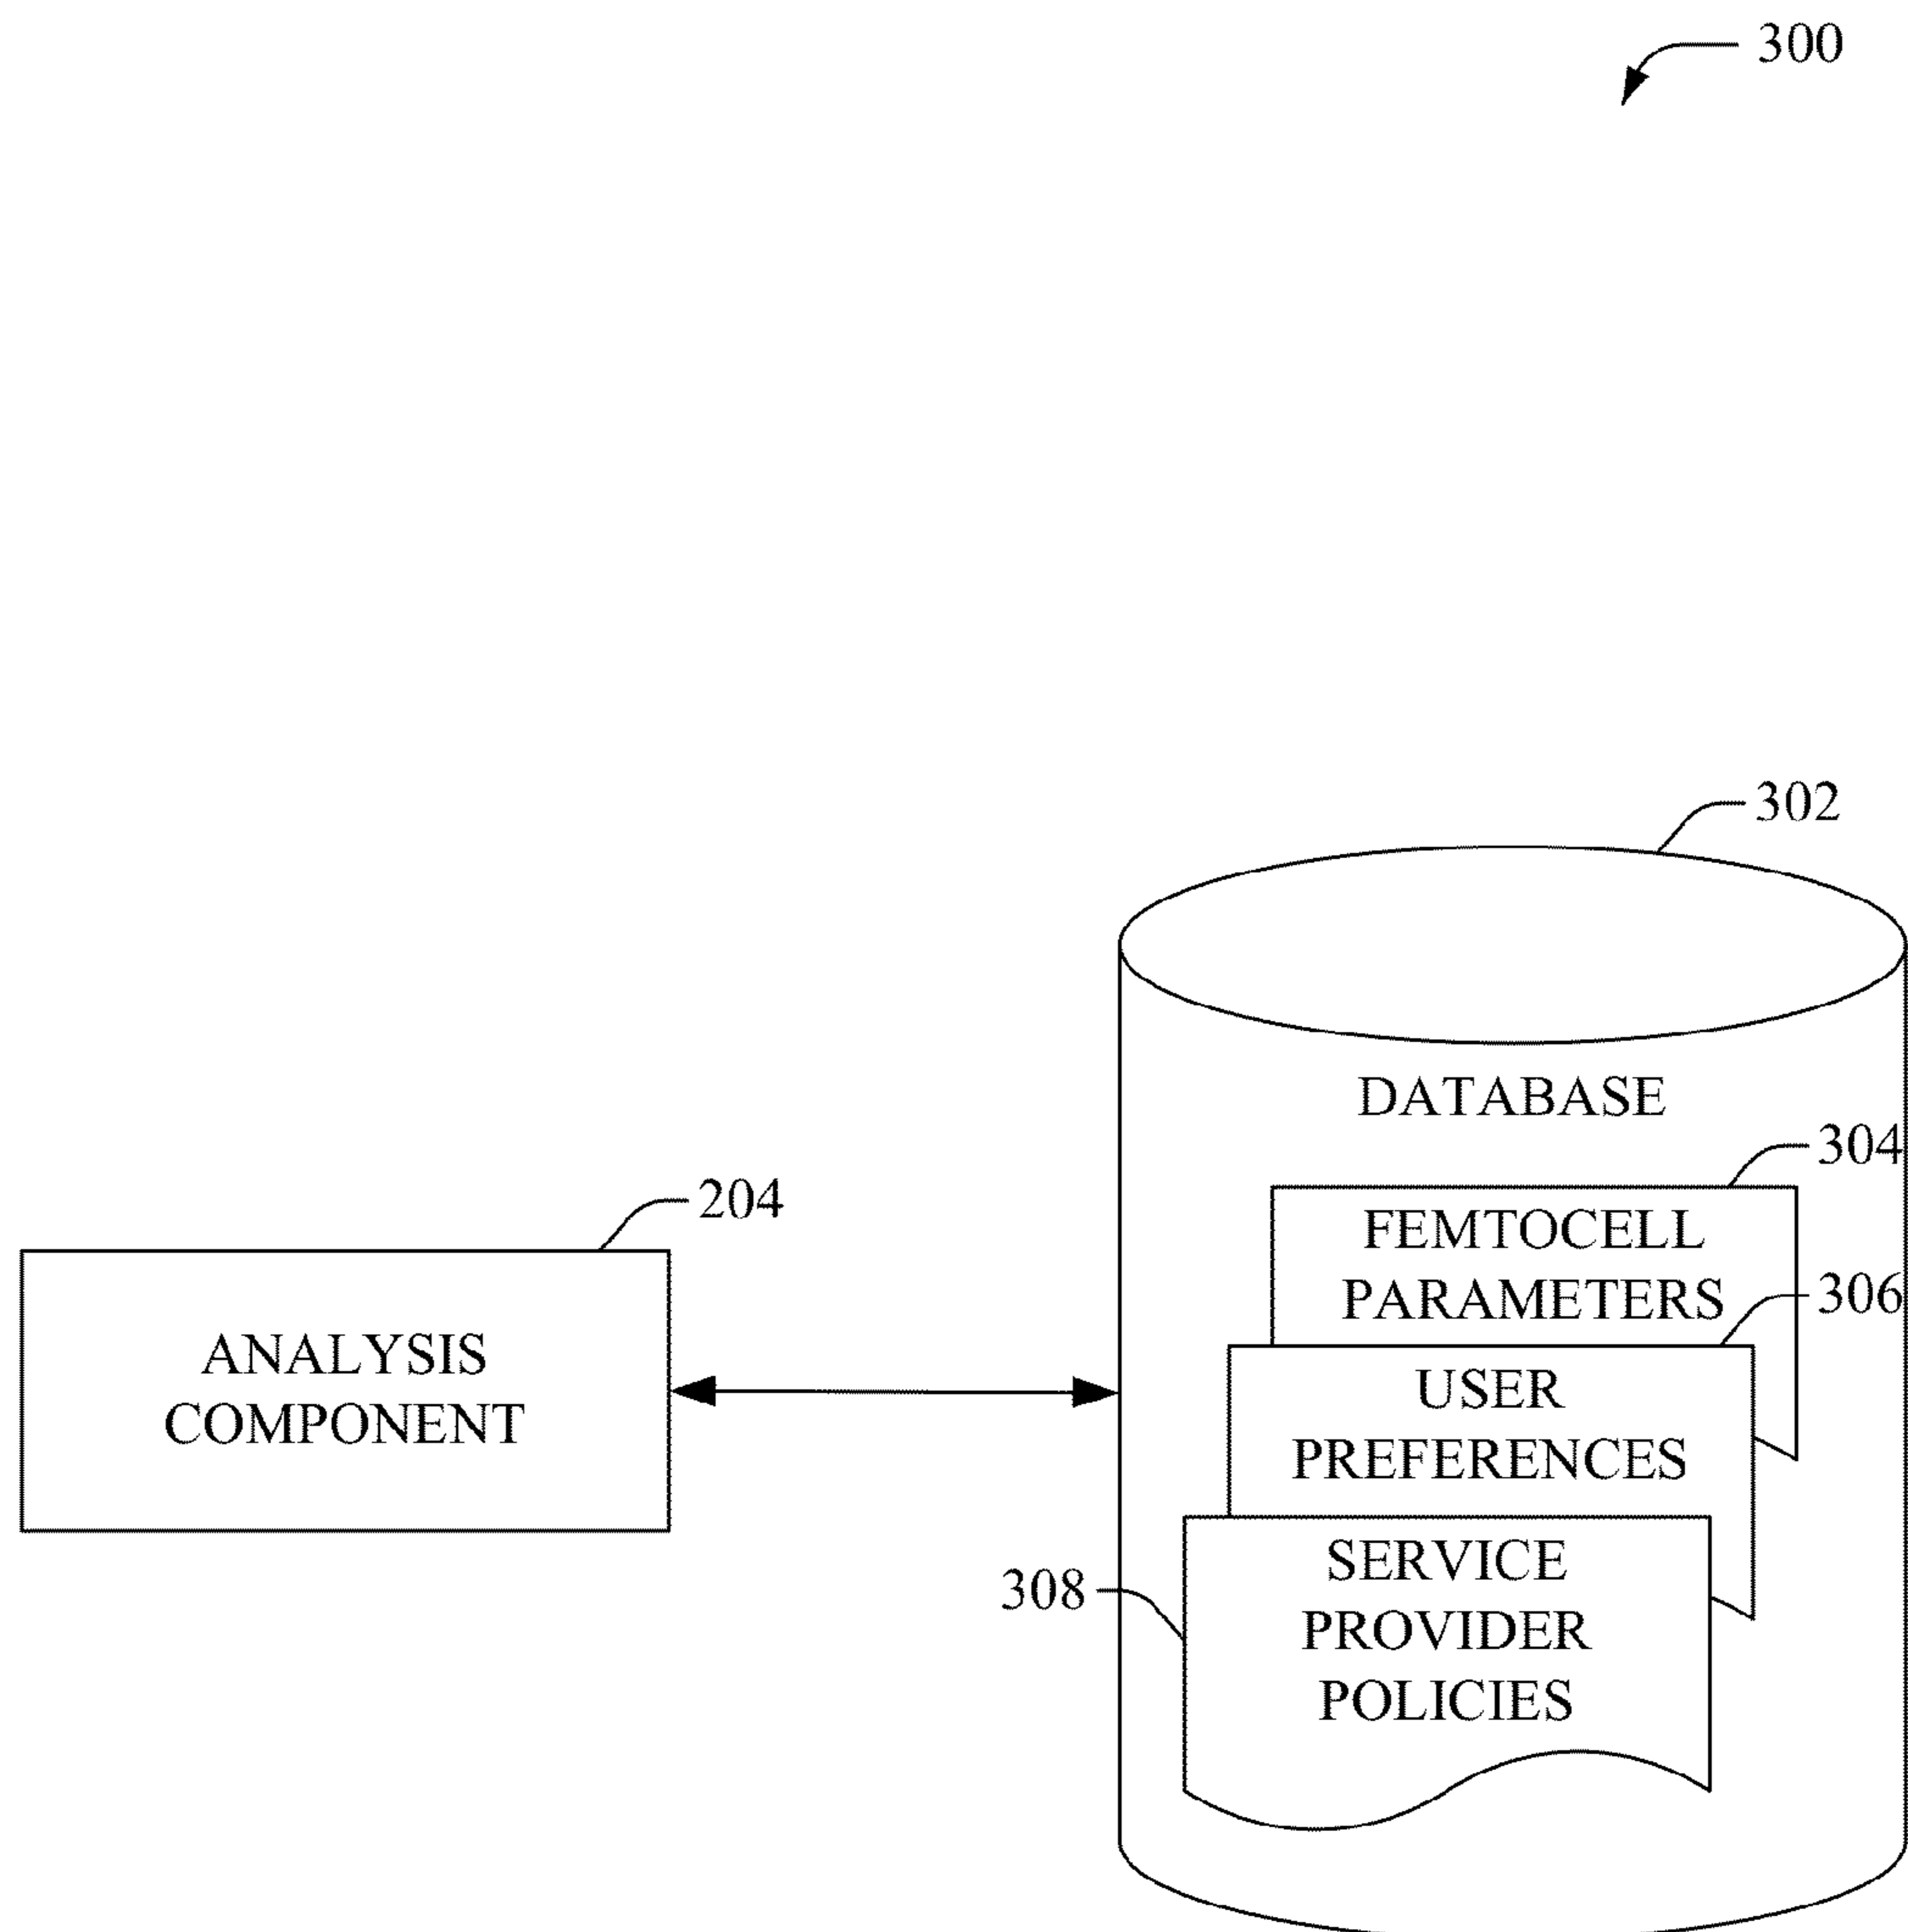 300
302
DATABASE
304
204
FEMTOCELL
PARAMETERS
306
ANALYSIS
COMPONENT
USER
PREFERENCES
308
SERVICE
PROVIDER
POLICIES